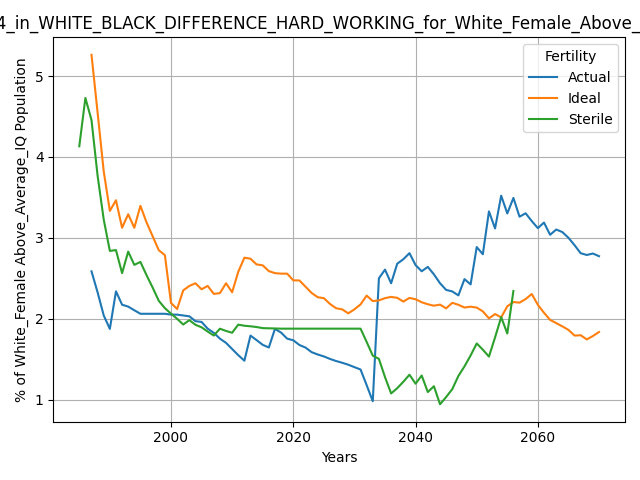 4_in_WHITE_BLACK_DIFFERENCE_HARD_WORKING_for_White_Female_Above_
% of White_Female Above_Average_IQ Population
5
4
3
2
1
Fertility
Actual
Ideal
Sterile
2000 2020 2040 2060
Years